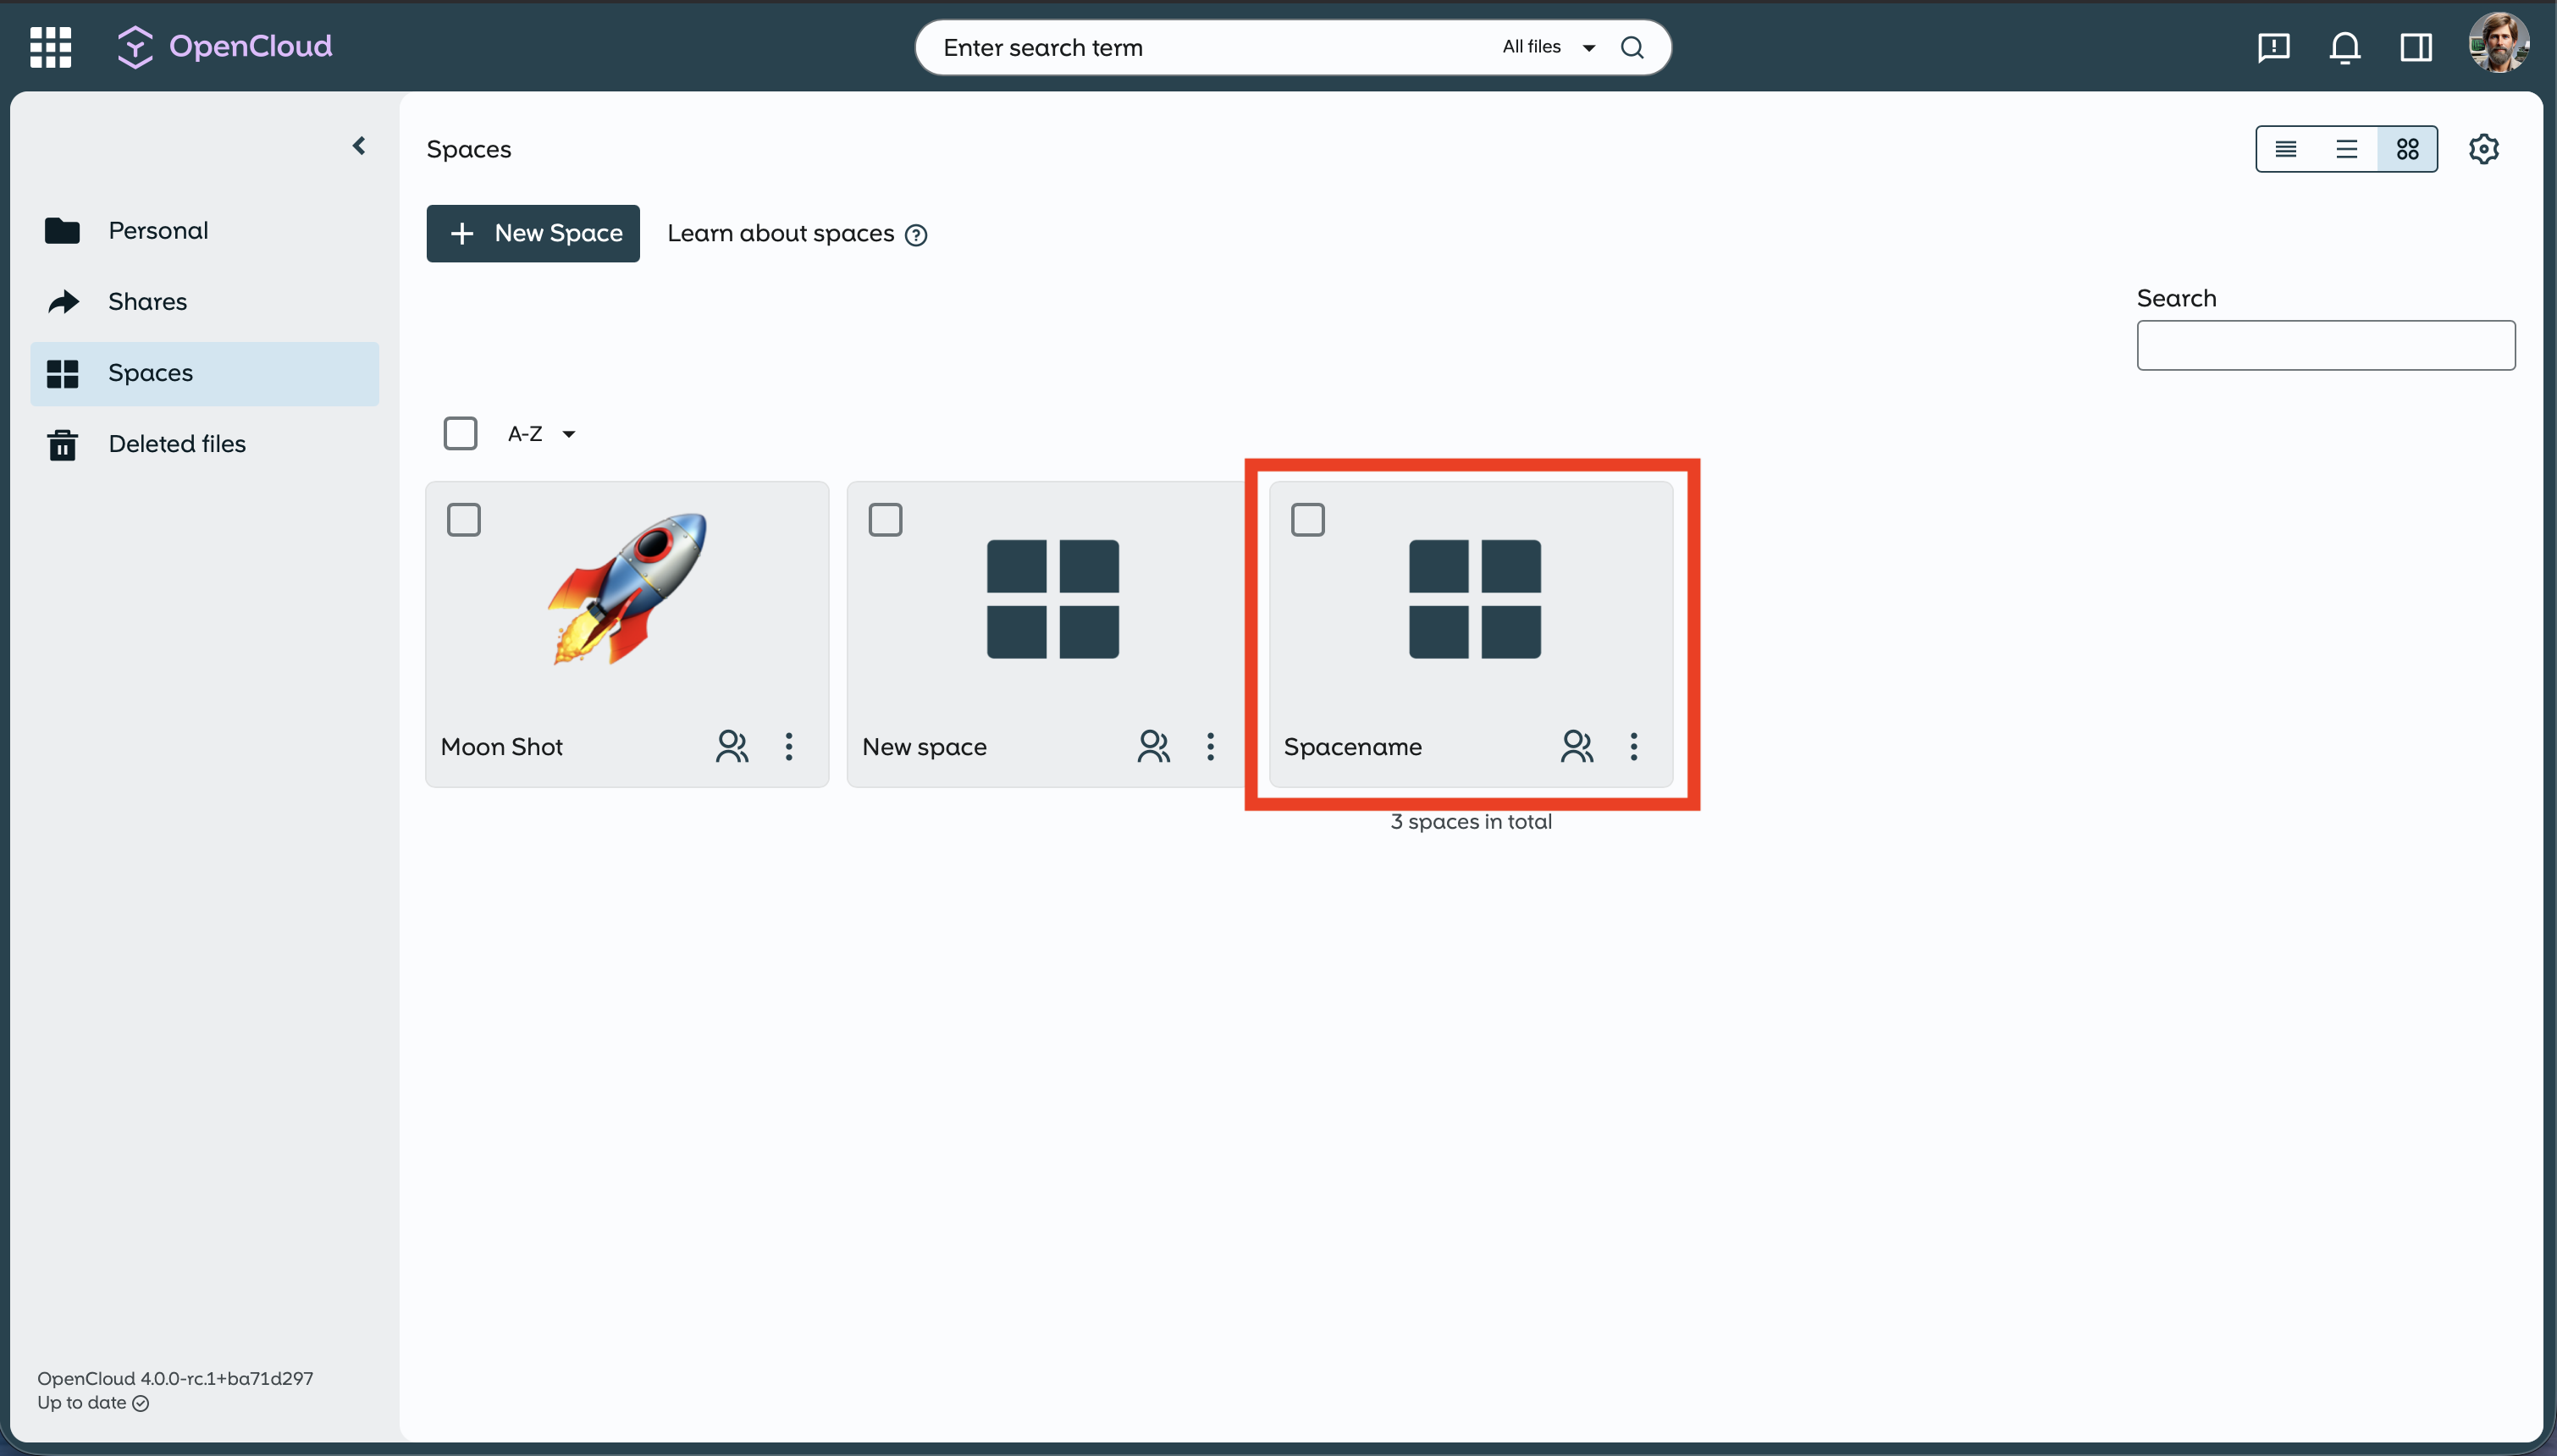 OpenCloud
Enter search term
All files
Personal
Shares
Spaces
Deleted files
Spaces
New Space
Learn about spaces
Search
A-Z
Moon Shot
New space
Spacename
3 spaces in total
OpenCloud 4.0.0-rc.1+ba71d297
Up to date